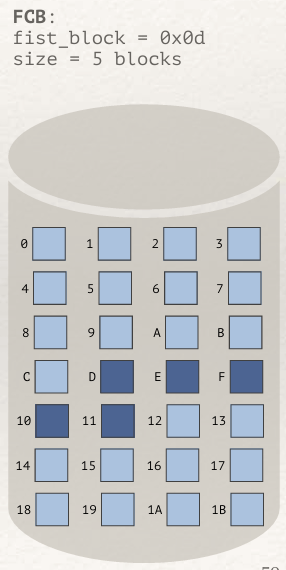 FCB:
fist_block = 0x0d
size = 5 blocks
0 1 2 3
4 5 6 7
8 9 A B
C D E F
10 11 12 13
14 15 16 17
18 19 1A 1B